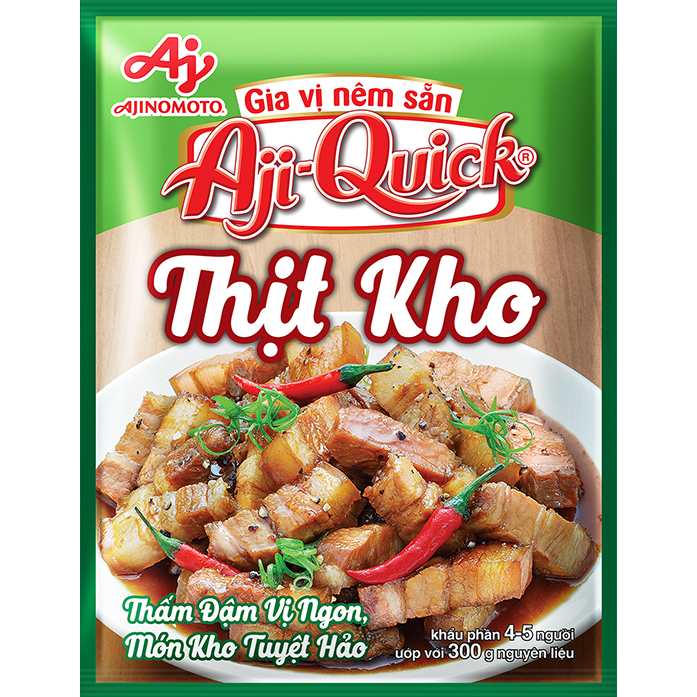 Aj
AJINOMOTO®
Gia vị nêm sẵn
Aji-Quick®
Thịt Kho
Thấm Đậm Vị Ngon,
Món Kho Tuyệt Hảo
khẩu phần 4-5 người
ướp với 300 g nguyên liệu